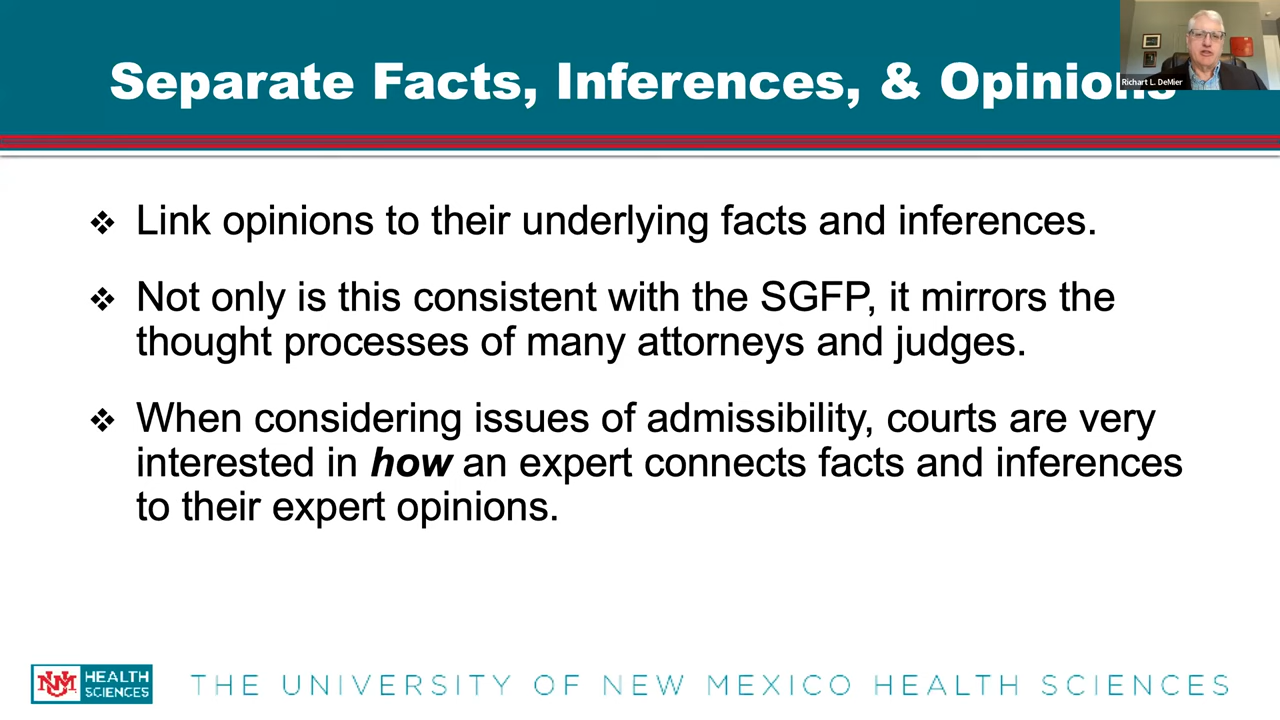 Separate Facts, Inferences, & Opinions
Richart L. DeMier
❖ Link opinions to their underlying facts and inferences.
❖ Not only is this consistent with the SGFP, it mirrors the
thought processes of many attorneys and judges.
❖ When considering issues of admissibility, courts are very
interested in how an expert connects facts and inferences
to their expert opinions.
UNM HEALTH
SCIENCES
THE UNIVERSITY OF NEW MEXICO HEALTH SCIENCES